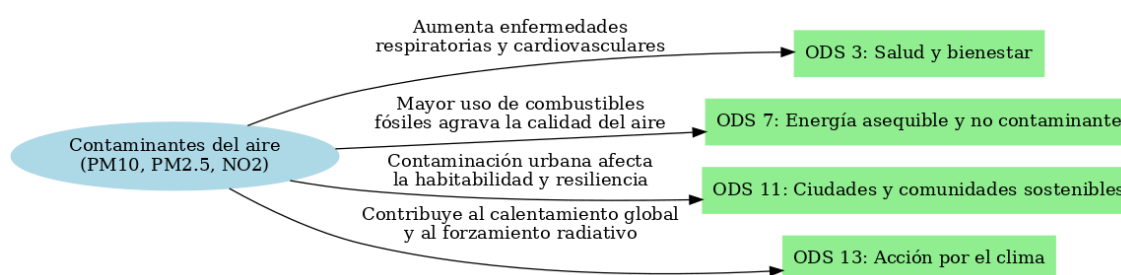 Aumenta enfermedades
respiratorias y cardiovasculares
ODS 3: Salud y bienestar
Mayor uso de combustibles
fósiles agrava la calidad del aire
ODS 7: Energía asequible y no contaminante
Contaminantes del aire
(PM10, PM2.5, NO2)
Contaminación urbana afecta
la habitabilidad y resiliencia
ODS 11: Ciudades y comunidades sostenibles
Contribuye al calentamiento global
y al forzamiento radiativo
ODS 13: Acción por el clima